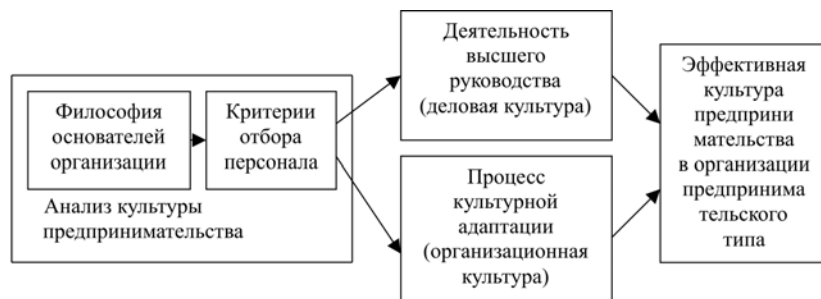 Философия
основателей
организации
Критерии
отбора
персонала
Анализ культуры
предпринимательства
Деятельность
высшего
руководства
(деловая культура)
Процесс
культурной
адаптации
(организационная
культура)
Эффективная
культура
предприни
мательства
в организации
предпринима
тельского
типа